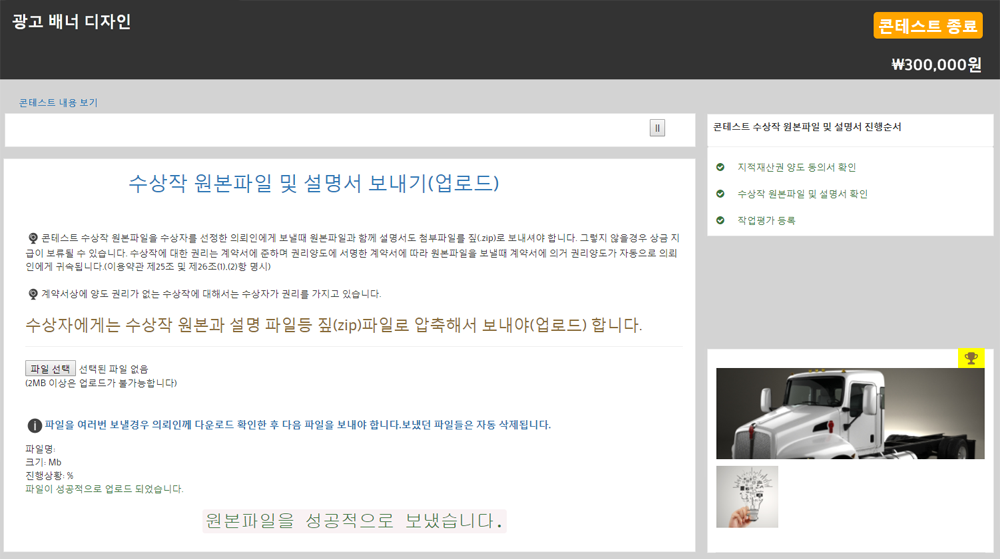 광고 배너 디자인
콘테스트 종료
₩300,000원
콘테스트 내용 보기
콘테스트 수상작 원본파일 및 설명서 진행순서
지적재산권 양도 동의서 확인
수상작 원본파일 및 설명서 확인
작업평가 등록
수상작 원본파일 및 설명서 보내기(업로드)
콘테스트 수상작 원본파일을 수상자를 선정한 의뢰인에게 보낼때 원본파일과 함께 설명서도 첨부파일를 짚(.zip)로 보내셔야 합니다. 그렇지 않을경우 상금 지
급이 보류될 수 있습니다. 수상작에 대한 권리는 계약서에 준하며 권리양도에 서명한 계약서에 따라 원본파일을 보낼때 계약서에 의거 권리양도가 자동으로 의뢰
인에게 귀속됩니다.(이용약관 제25조 및 제26조(1),(2)항 명시)
계약서상에 양도 권리가 없는 수상작에 대해서는 수상자가 권리를 가지고 있습니다.
수상자에게는 수상작 원본과 설명 파일등 짚(zip)파일로 압축해서 보내야(업로드) 합니다.
파일 선택 선택된 파일 없음
(2MB 이상은 업로드가 불가능합니다)
파일을 여러번 보낼경우 의뢰인께 다운로드 확인한 후 다음 파일을 보내야 합니다.보냈던 파일들은 자동 삭제됩니다.
파일명:
크기: Mb
진행상황: %
파일이 성공적으로 업로드 되었습니다.
원본파일을 성공적으로 보냈습니다.